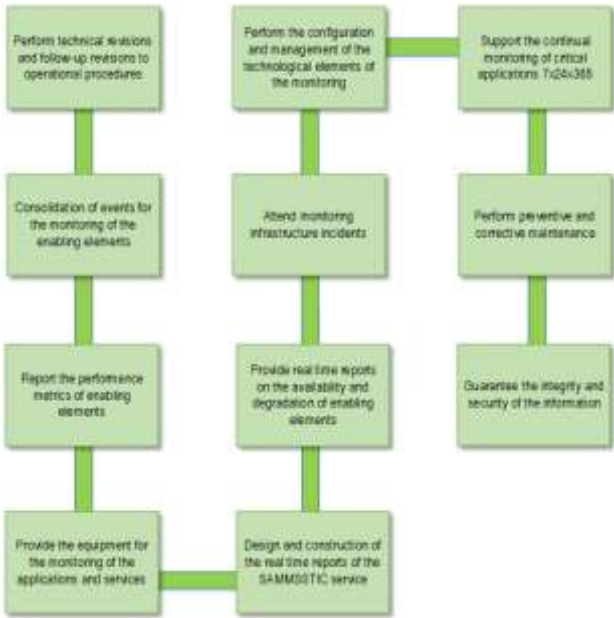 Perform technical revisions
and follow-up revisions to
operational procedures
Consolidation of events for
the monitoring of the
enabling elements
Report the performance
metrics of enabling
elements
Provide the equipment for
the monitoring of the
applications and services
Design and construction of
the real time reports of the
SAMMSSTIC service
Provide real time reports
on the availability and
degradation of enabling
elements
Attend monitoring
infrastructure incidents
Perform the configuration
and management of the
technological elements of
the monitoring
Support the continual
monitoring of critical
applications 7x24x365
Perform preventive and
corrective maintenance
Guarantee the integrity and
security of the information